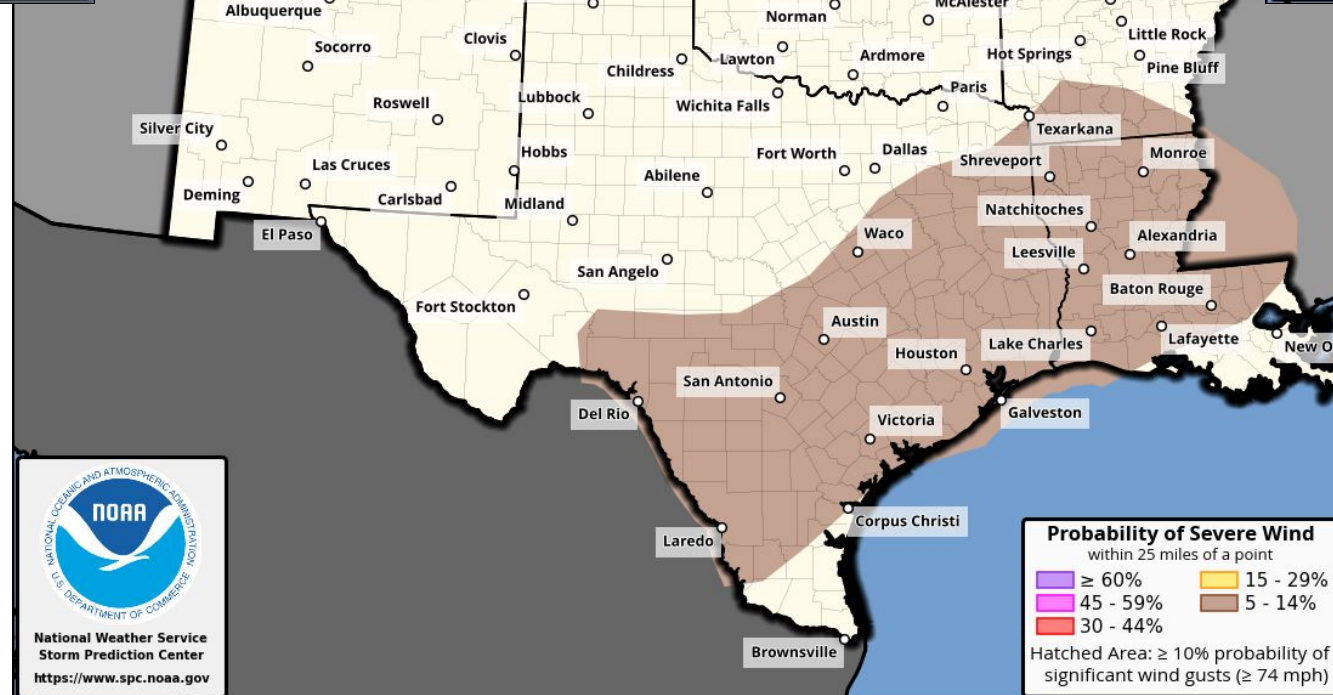 Albuquerque
Norman
McAlester
Socorro
Clovis
Little Rock
Lawton
Ardmore
Hot Springs
Childress
Pine Bluff
Roswell
Lubbock
Wichita Falls
Paris
Silver City
Texarkana
Hobbs
Fort Worth
Dallas
Monroe
Las Cruces
Shreveport
Deming
Carlsbad
Abilene
Midland
Natchitoches
El Paso
Waco
Alexandria
San Angelo
Leesville
Fort Stockton
Baton Rouge
Austin
Houston
Lake Charles
Lafayette
New O
San Antonio
Del Rio
Victoria
Galveston
Corpus Christi
Laredo
Brownsville
NATIONAL OCEANIC AND ATMOSPHERIC ADMINISTRATION
NOAA
U.S. DEPARTMENT OF COMMERCE
National Weather Service
Storm Prediction Center
https://www.spc.noaa.gov
Probability of Severe Wind
within 25 miles of a point
≥ 60% 15 - 29%
45 - 59% 5 - 14%
30 - 44%
Hatched Area: ≥ 10% probability of
significant wind gusts (≥ 74 mph)